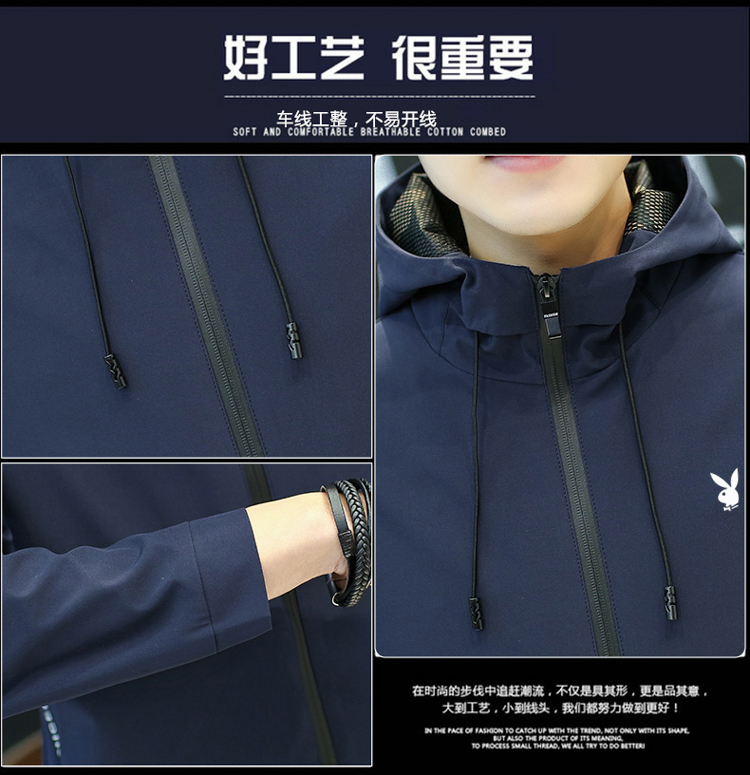 好工艺 很重要
车线工整，不易开线
SOFT AND COMFORTABLE BREATHABLE COTTON COMBED
在时尚的步伐中追赶潮流，不仅是具其形，更是品其意，
大到工艺，小到线头，我们都努力做到更好！
IN THE PACE OF FASHION TO CATCH UP WITH THE TREND, NOT ONLY WITH ITS SHAPE,
BUT ALSO THE PRODUCT OF ITS MEANING,
TO PROCESS SMALL THREAD, WE ALL TRY TO DO BETTER!